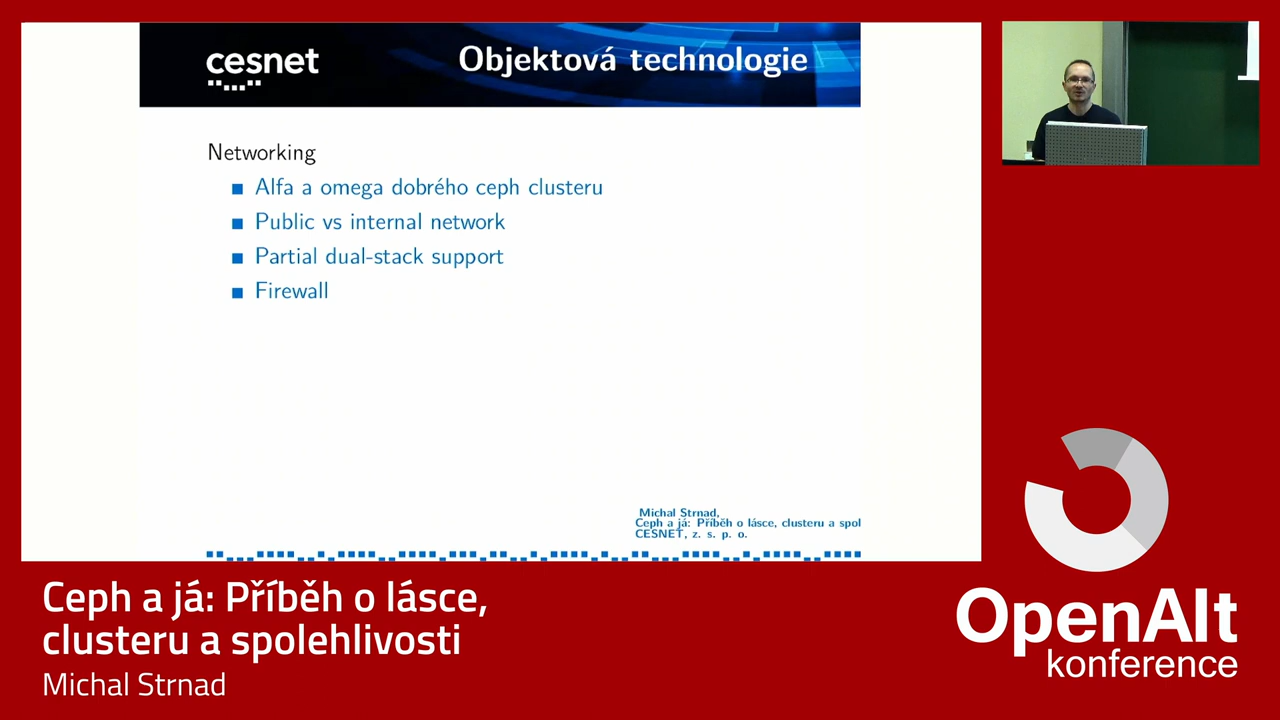 cesnet
Objektová technologie
Networking
Alfa a omega dobrého ceph clusteru
Public vs internal network
Partial dual-stack support
Firewall
Michal Strnad,
Ceph a já: Příběh o lásce, clusteru a spol
CESNET, z. s. p. o.
Ceph a já: Příběh o lásce,
clusteru a spolehlivosti
Michal Strnad
OpenAlt
konference